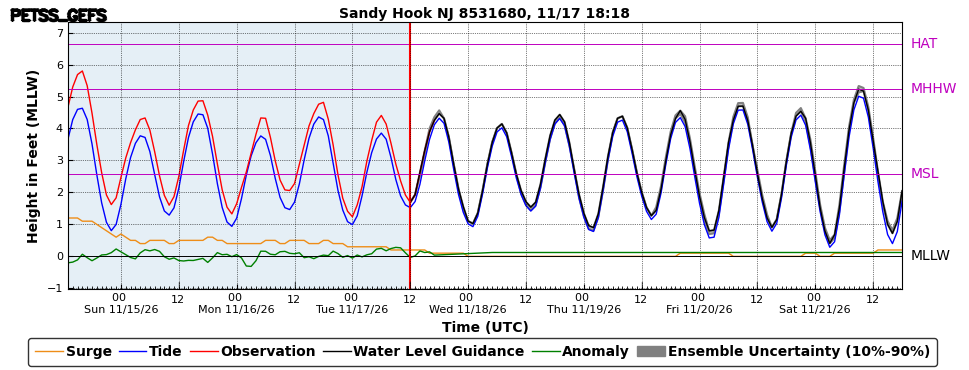 PETSS_GEFS
Sandy Hook NJ 8531680, 11/17 18:18
Height in Feet (MLLW)
7
6
5
4
3
2
1
0
−1
HAT
MHHW
MSL
MLLW
00 12 00 12 00 12 00 12 00 12 00 12 00 12
Sun 11/15/26 Mon 11/16/26 Tue 11/17/26 Wed 11/18/26 Thu 11/19/26 Fri 11/20/26 Sat 11/21/26
Time (UTC)
Surge Tide Observation Water Level Guidance Anomaly Ensemble Uncertainty (10%-90%)